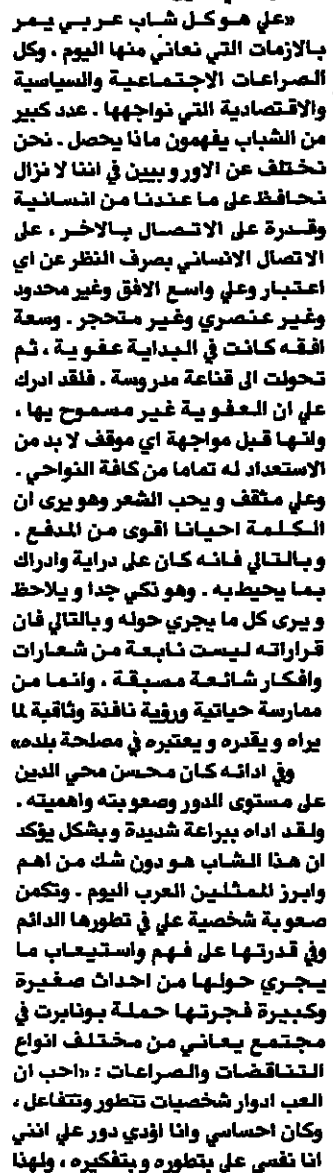 «علي هو كل شاب عربي يمر
بالازمات التي نعاني منها اليوم . وكل
الصراعات الاجتماعية والسياسية
والاقتصادية التي نواجهها . عدد كبير
من الشباب يفهمون ماذا يحصل . نحن
نختلف عن الاوروبيين في اننا لا نزال
نحافظ على ما عندنا من انسانية
وقدرة على الاتصال بالاخر ، على
الاتصال الانساني بصرف النظر عن اي
اعتبار وعلي واسع الافق وغير محدود
وغير عنصري وغير متحجر . وسعة
افقه كانت في البداية عفوية ، ثم
تحولت الى قناعة مدروسة . فلقد ادرك
علي ان العفوية غير مسموح بها ،
وانها قبل مواجهة اي موقف لا بد من
الاستعداد له تماما من كافة النواحي .
وعلي مثقف ويحب الشعر وهو يرى ان
الكلمة احيانا اقوى من المدفع .
وبالتالي فانه كان على دراية وادراك
بما يحيط به . وهو ذكي جدا ويلاحظ
ويرى كل ما يجري حوله وبالتالي فان
قراراته ليست نابعة من شعارات
وافكار شائعة مسبقة ، وانما من
ممارسة حياتية ورؤية نافذة وثاقبة لما
يراه ويقدره ويعتبره في مصلحة بلده»
وفي ادائه كان محسن محي الدين
على مستوى الدور وصعوبته واهميته .
ولقد اداه ببراعة شديدة وبشكل يؤكد
ان هذا الشاب هو دون شك من اهم
وابرز الممثلين العرب اليوم . وتكمن
صعوبة شخصية علي في تطورها الدائم
وفي قدرتها على فهم واستيعاب ما
يجري حولها من احداث صغيرة
وكبيرة فجرتها حملة بونابرت في
مجتمع يعاني من مختلف انواع
التناقضات والصراعات : «احب ان
العب ادوار شخصيات تتطور وتتفاعل ،
وكان احساسي وانا اؤدي دور علي انني
انا نفسي علي بتطوره وبتفكيره ، ولهذا